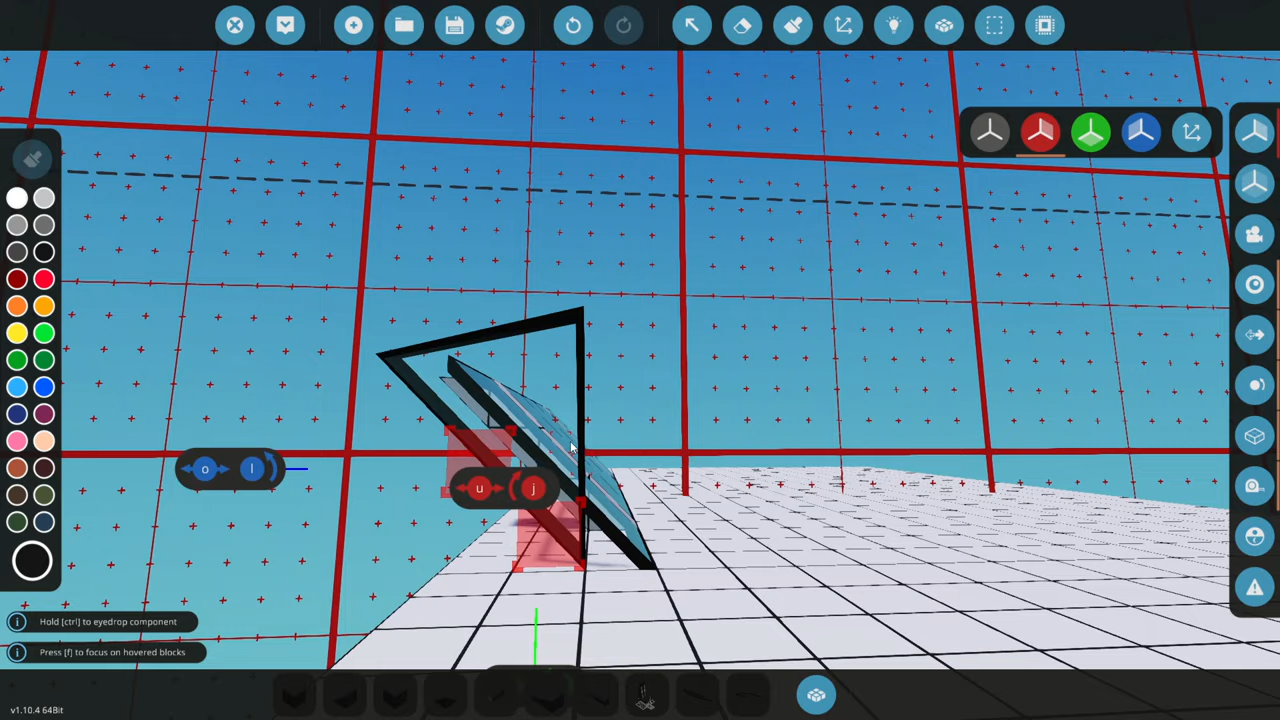 o l
u j
Hold [ctrl] to eyedrop component
Press [f] to focus on hovered blocks
v1.10.4 64Bit